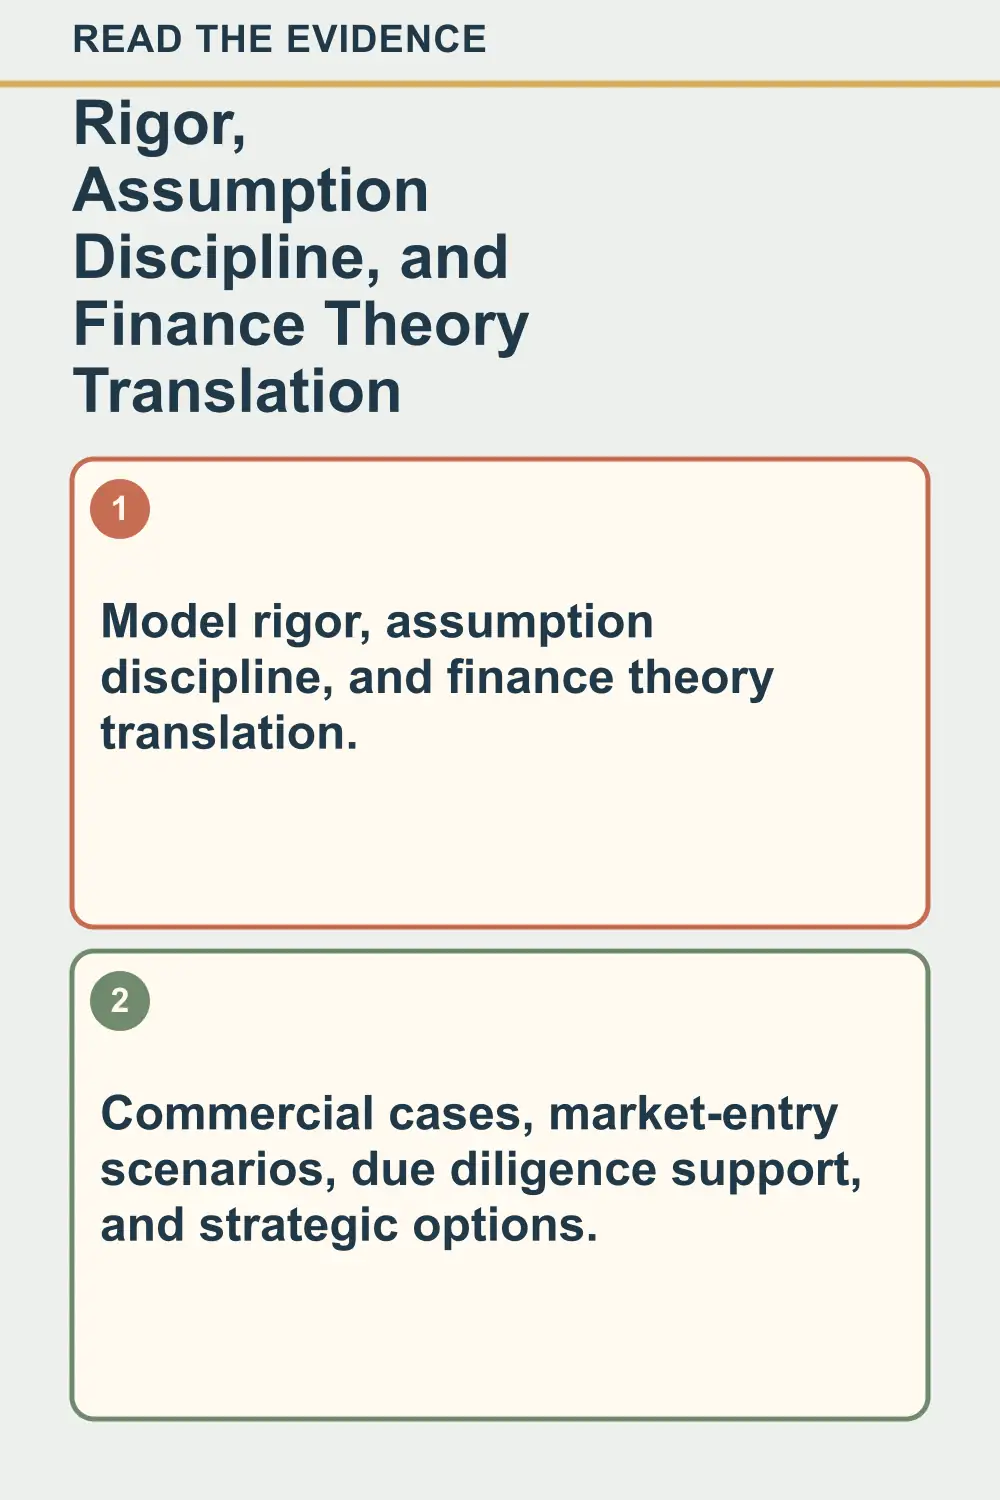 READ THE EVIDENCE
Rigor,
Assumption
Discipline, and
Finance Theory
Translation
1
Model rigor, assumption
discipline, and finance theory
translation.
2
Commercial cases, market-entry
scenarios, due diligence support,
and strategic options.